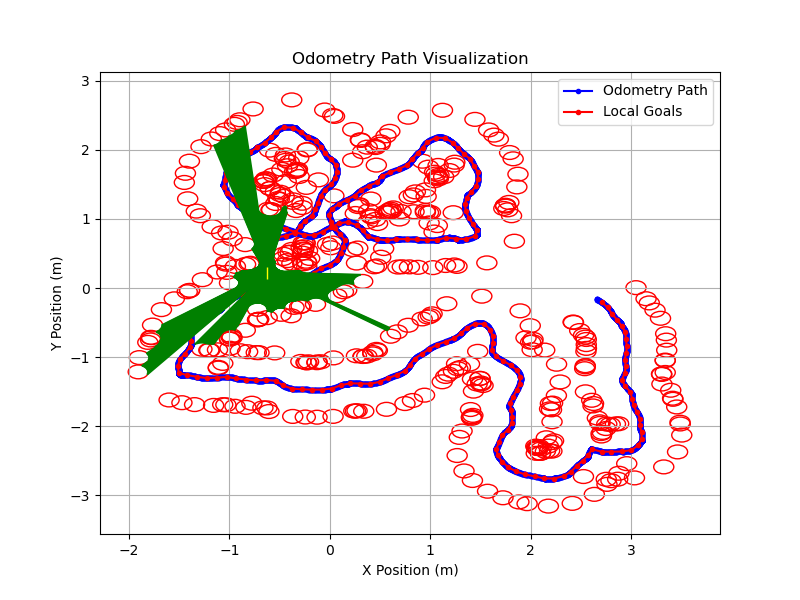 Odometry Path Visualization
Odometry Path
Local Goals
Y Position (m)
3
2
1
0
−1
−2
−3
−2
−1
0
1
2
3
X Position (m)